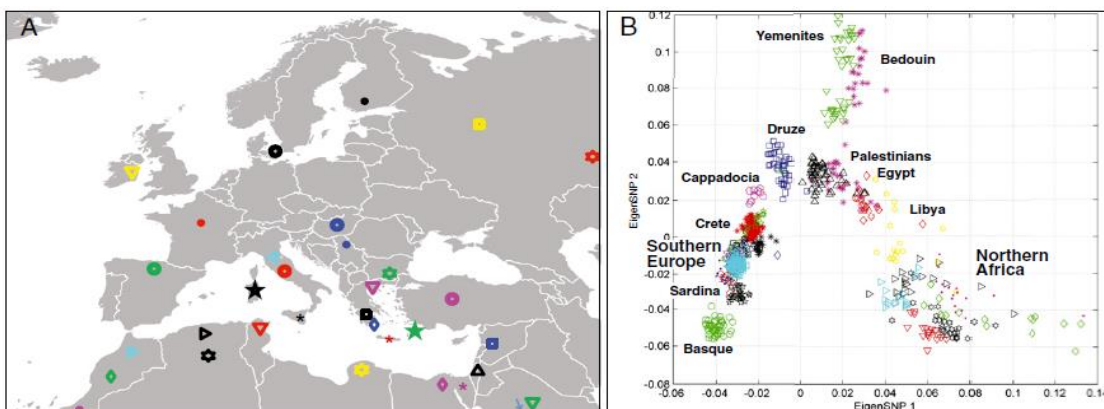 A
B
0.12
0.1
0.08
0.06
0.04
0.02
0
-0.02
-0.04
-0.06
-0.08
EigenSNP 2
Yemenites
Bedouin
Druze
Palestinians
Cappadocia
Egypt
Crete
Libya
Southern
Europe
Northern
Africa
Sardina
Basque
-0.04
-0.02
0
0.02
0.04
0.06
0.08
0.1
0.12
0.14
EigenSNP 1